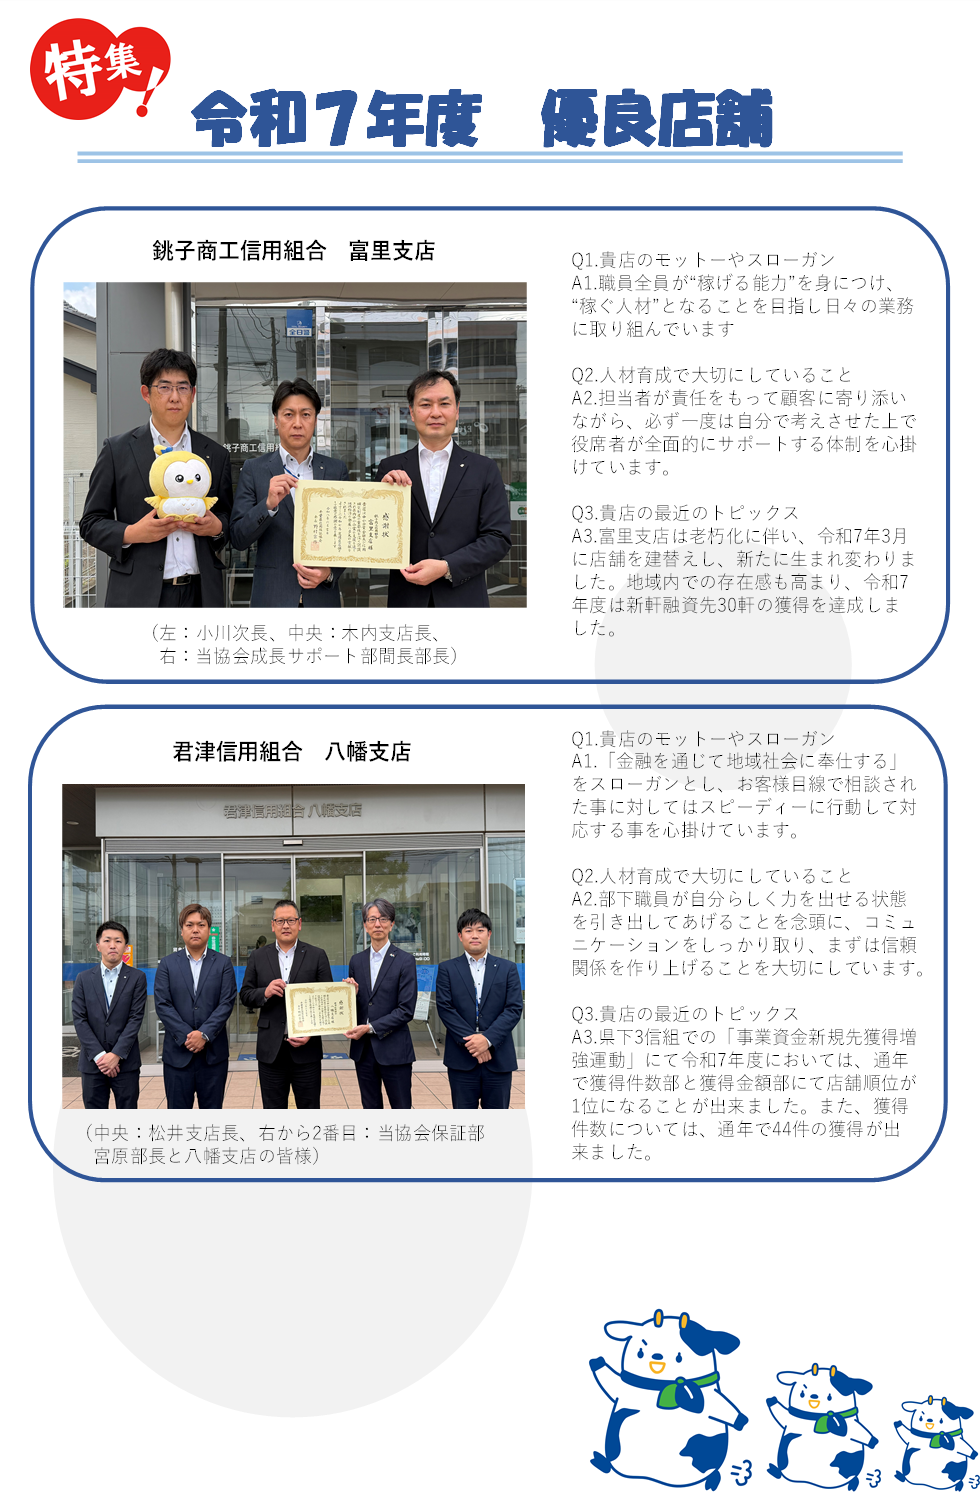 特集!
令和7年度　優良店舗
銚子商工信用組合　富里支店
全日警
銚子商工信用
感謝状
富里支店様
（左：小川次長、中央：木内支店長、
右：当協会成長サポート部間長部長）
Q1.貴店のモットーやスローガン
A1.職員全員が“稼げる能力”を身につけ、
“稼ぐ人材”となることを目指し日々の業務
に取り組んでいます
Q2.人材育成で大切にしていること
A2.担当者が責任をもって顧客に寄り添い
ながら、必ず一度は自分で考えさせた上で
役席者が全面的にサポートする体制を心掛
けています。
Q3.貴店の最近のトピックス
A3.富里支店は老朽化に伴い、令和7年3月
に店舗を建替えし、新たに生まれ変わりま
した。地域内での存在感も高まり、令和7
年度は新軒融資先30軒の獲得を達成しま
した。
君津信用組合　八幡支店
君津信用組合 八幡支店
感謝状
（中央：松井支店長、右から2番目：当協会保証部
宮原部長と八幡支店の皆様）
Q1.貴店のモットーやスローガン
A1.「金融を通じて地域社会に奉仕する」
をスローガンとし、お客様目線で相談され
た事に対してはスピーディーに行動して対
応する事を心掛けています。
Q2.人材育成で大切にしていること
A2.部下職員が自分らしく力を出せる状態
を引き出してあげることを念頭に、コミュ
ニケーションをしっかり取り、まずは信頼
関係を作り上げることを大切にしています。
Q3.貴店の最近のトピックス
A3.県下3信組での「事業資金新規先獲得増
強運動」にて令和7年度においては、通年
で獲得件数部と獲得金額部にて店舗順位が
1位になることが出来ました。また、獲得
件数については、通年で44件の獲得が出
来ました。